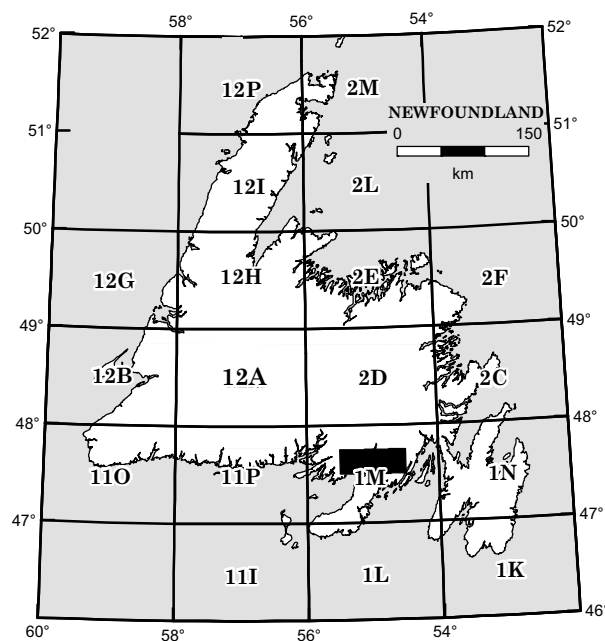 52° 58° 56° 54° 52°
12P 2M
NEWFOUNDLAND
51° 0 150 51°
km
12I 2L
50° 50°
12G 12H 2E 2F
49° 49°
12B 12A 2D 2C
48° 48°
11O 11P 1M 1N
47° 47°
11I 1L 1K
60° 58° 56° 54° 46°